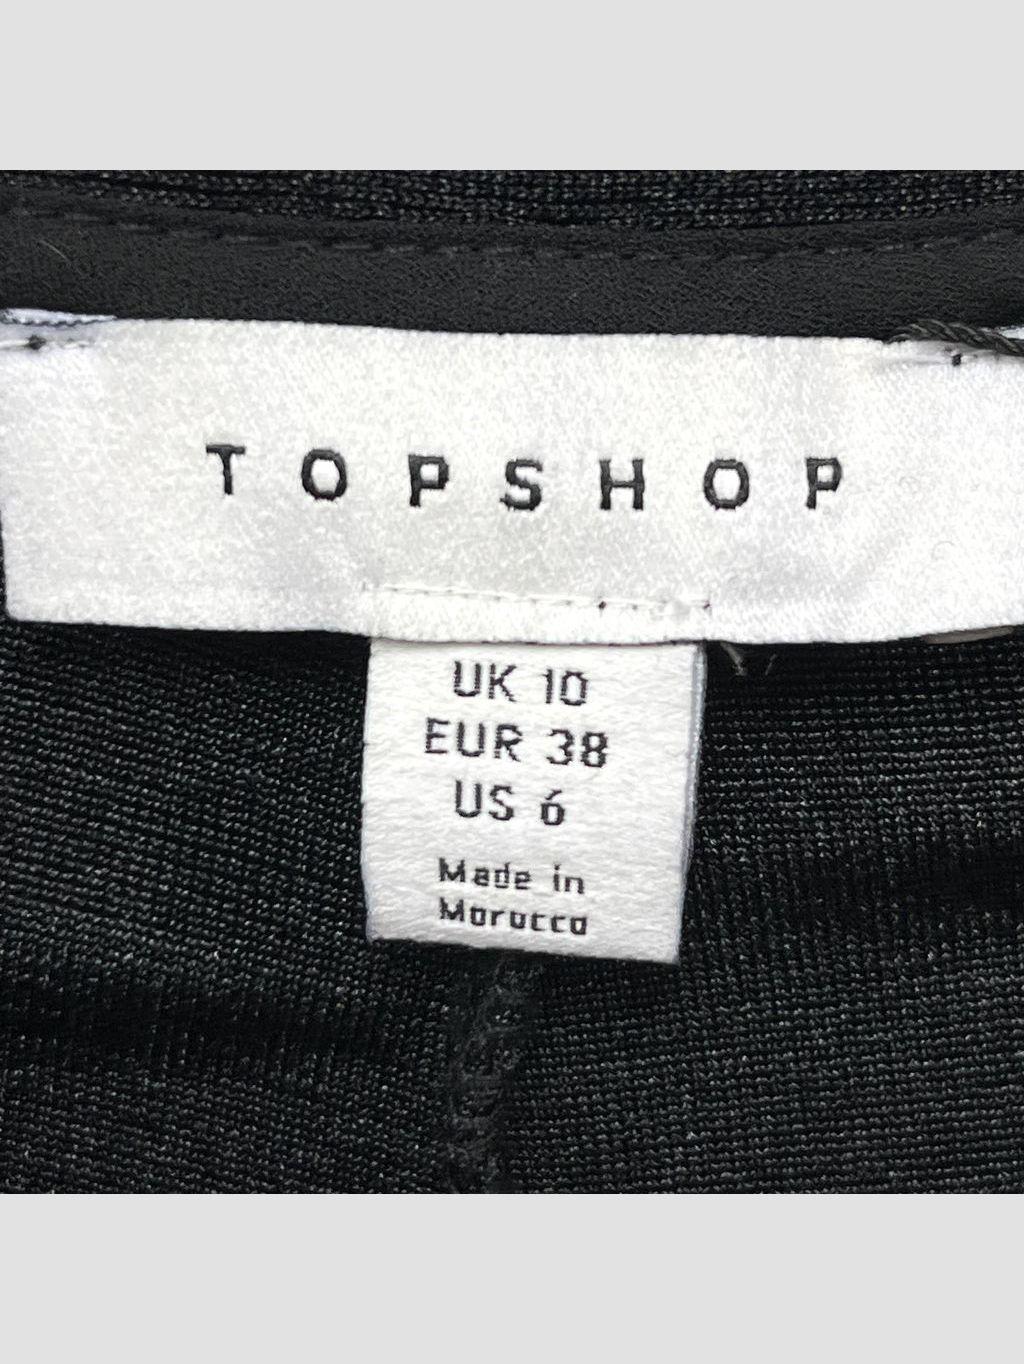 TOPSHOP
UK 10
EUR 38
US 6
Made in
Morocco